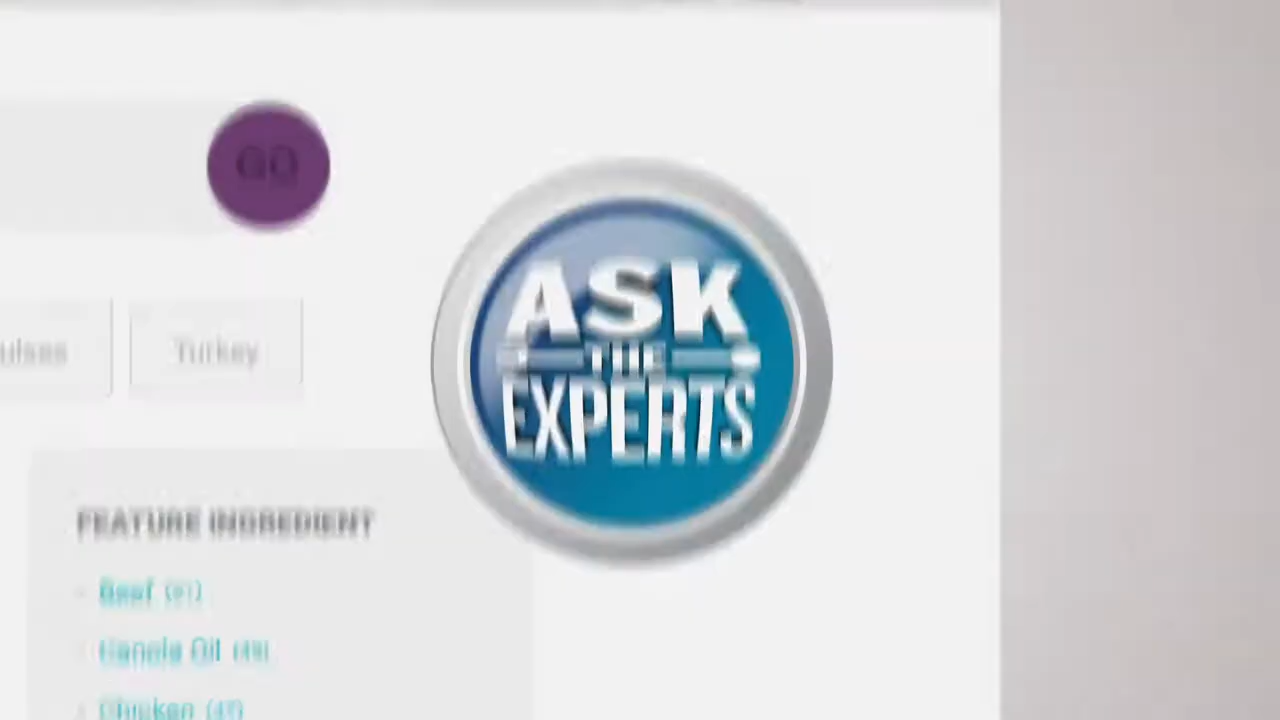 GO
Turkey
ASK
THE
EXPERTS
FEATURE INGREDIENT
Beef
Canola Oil
Chicken